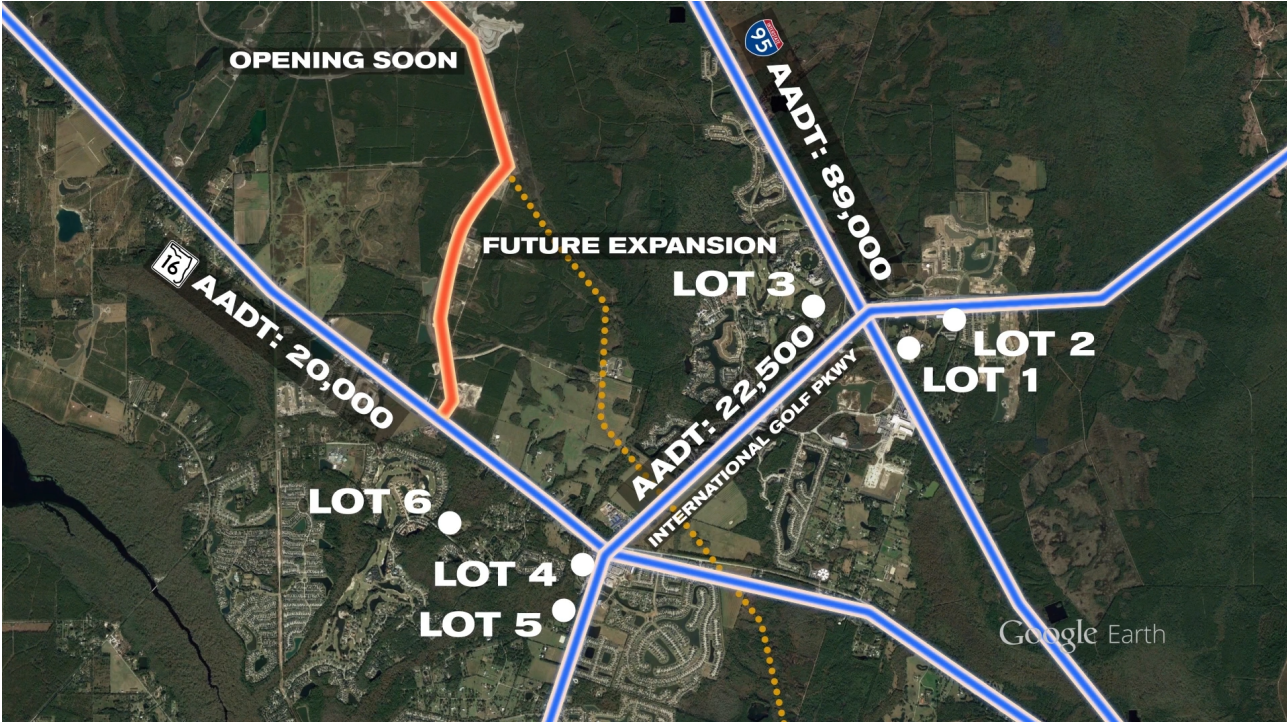 OPENING SOON
INTERSTATE
95
AADT: 89,000
FUTURE EXPANSION
LOT 3
16
AADT: 20,000
AADT: 22,500
INTERNATIONAL GOLF PKWY
LOT 2
LOT 1
LOT 6
LOT 4
LOT 5
Google Earth